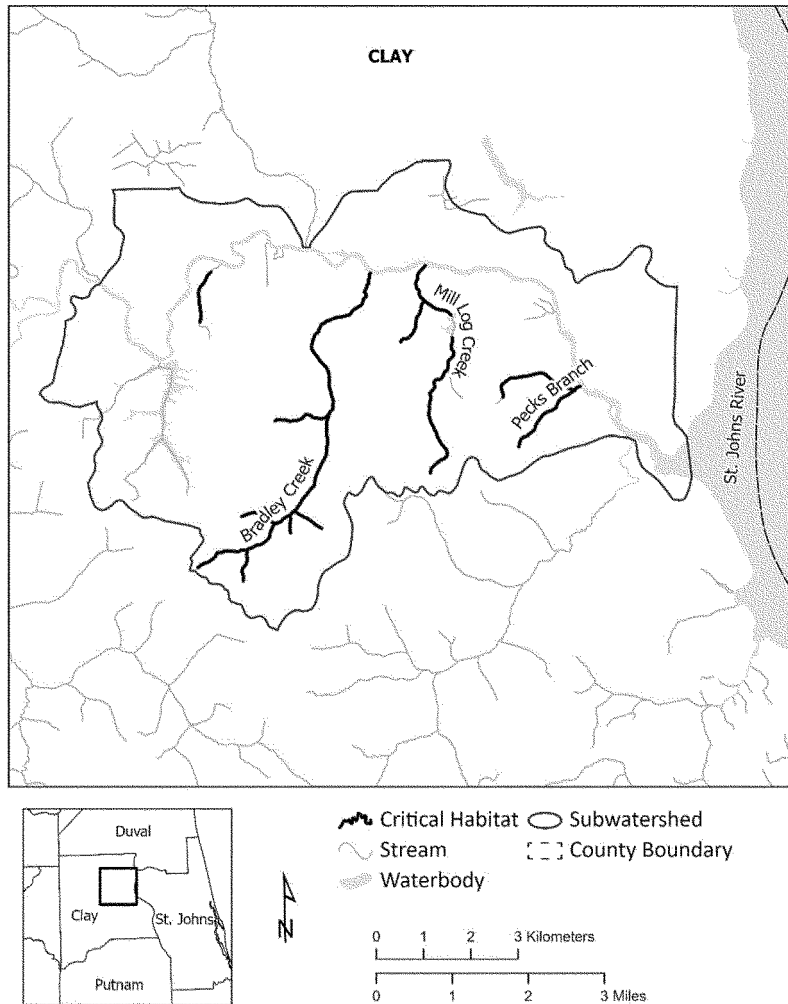 CLAY
Mill Log Creek
Pecks Branch
St. Johns River
Bradley Creek
Duval
Clay
St. Johns
Putnam
N
Critical Habitat
Subwatershed
Stream
County Boundary
Waterbody
0 1 2 3 Kilometers
0 1 2 3 Miles